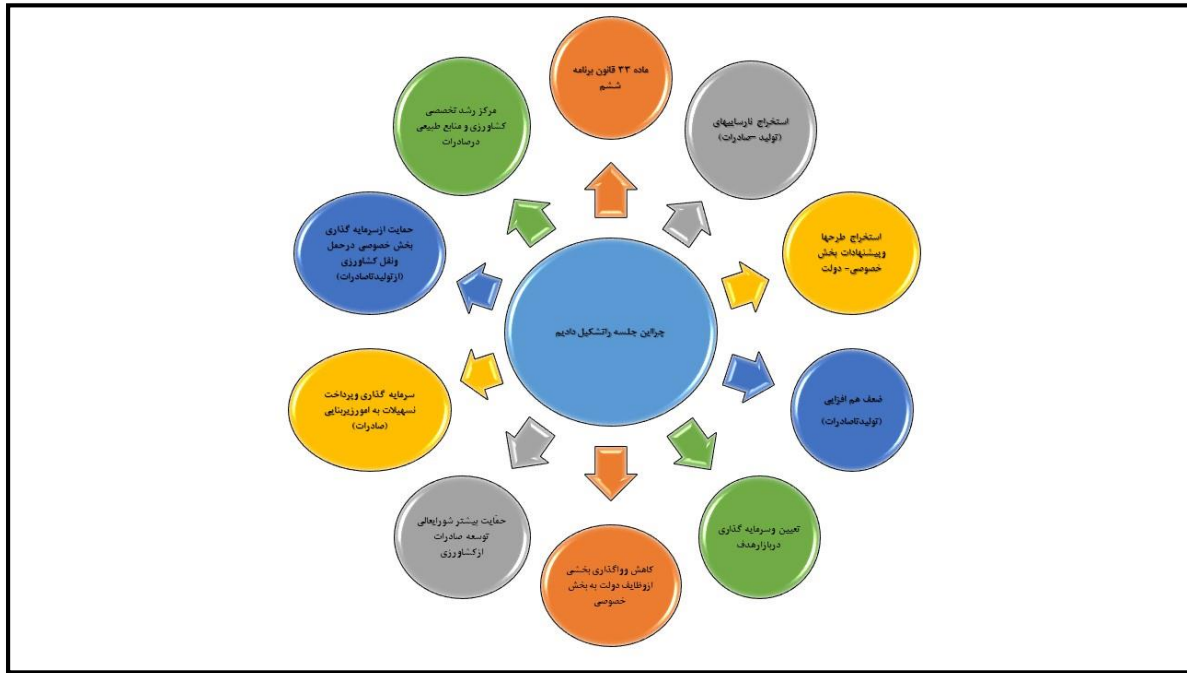 ماده ۳۳ قانون برنامه
ششم
استخراج نارساییهای
(تولید -صادرات)
استخراج طرحها
وپیشنهادات بخش
خصوصی- دولت
ضعف هم افزایی
(تولیدتاصادرات)
تعیین وسرمایه گذاری
دربازارهدف
کاهش وواگذاری بخشی
ازوظایف دولت به بخش
خصوصی
حمایت بیشتر شورایعالی
توسعه صادرات
ازکشاورزی
سرمایه گذاری وپرداخت
تسهیلات به امورزیربنایی
(صادرات)
حمایت ازسرمایه گذاری
بخش خصوصی درحمل
ونقل کشاورزی
(ازتولیدتاصادرات)
مرکز رشد تخصصی
کشاورزی و منابع طبیعی
درصادرات
چرااین جلسه راتشکیل دادیم